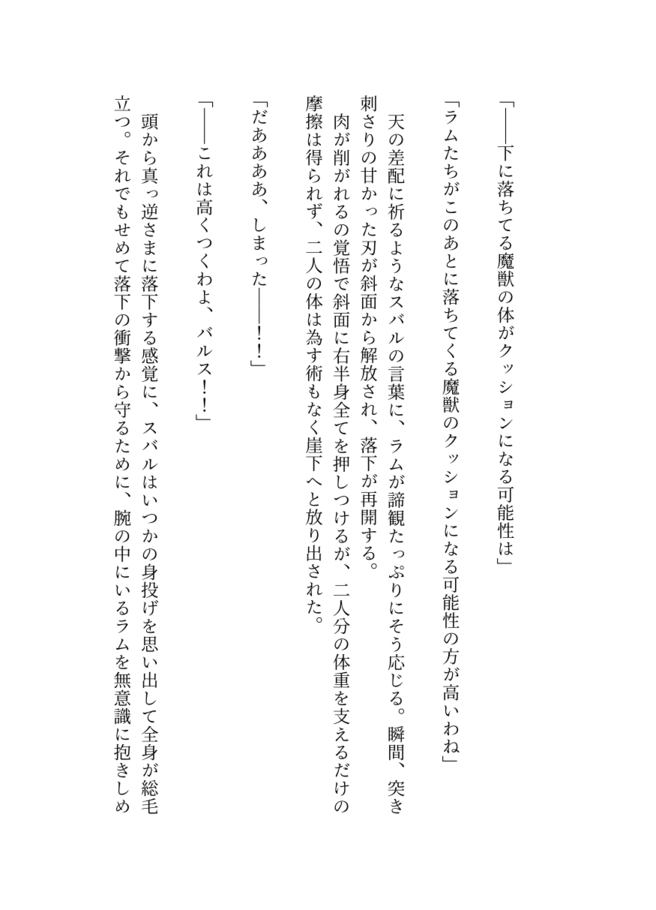 「――下に落ちてる魔獣の体がクッションになる可能性は」
「ラムたちがこのあとに落ちてくる魔獣のクッションになる可能性の方が高いわね」
　天の差配に祈るようなスバルの言葉に、ラムが諦観たっぷりにそう応じる。瞬間、突き
刺さりの甘かった刃が斜面から解放され、落下が再開する。
　肉が削がれるの覚悟で斜面に右半身全てを押しつけるが、二人分の体重を支えるだけの
摩擦は得られず、二人の体は為す術もなく崖下へと放り出された。
「だああああ、しまった――！！」
「――これは高くつくわよ、バルス！！」
　頭から真っ逆さまに落下する感覚に、スバルはいつかの身投げを思い出して全身が総毛
立つ。それでもせめて落下の衝撃から守るために、腕の中にいるラムを無意識に抱きしめ